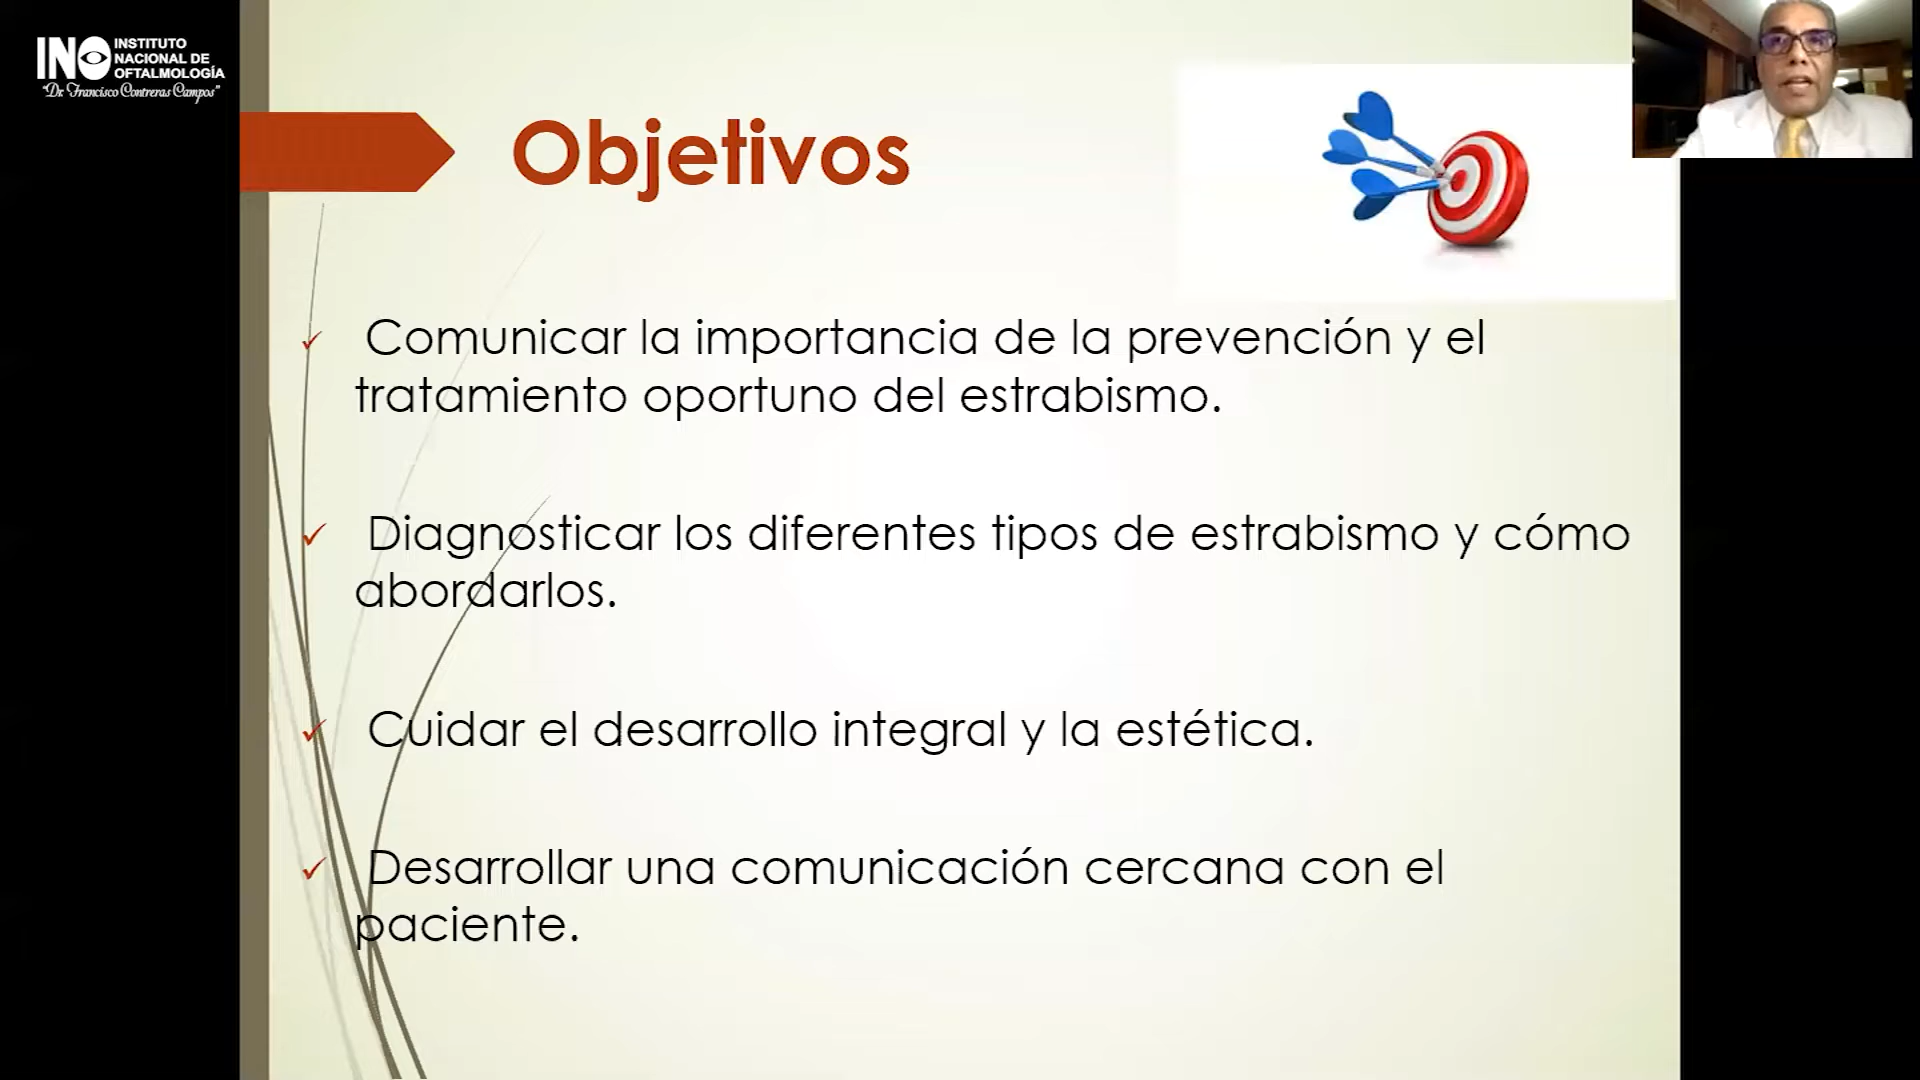 INO INSTITUTO
NACIONAL DE
OFTALMOLOGÍA
"Dr. Francisco Contreras Campos"
Objetivos
Comunicar la importancia de la prevención y el
tratamiento oportuno del estrabismo.
Diagnosticar los diferentes tipos de estrabismo y cómo
abordarlos.
Cuidar el desarrollo integral y la estética.
Desarrollar una comunicación cercana con el
paciente.